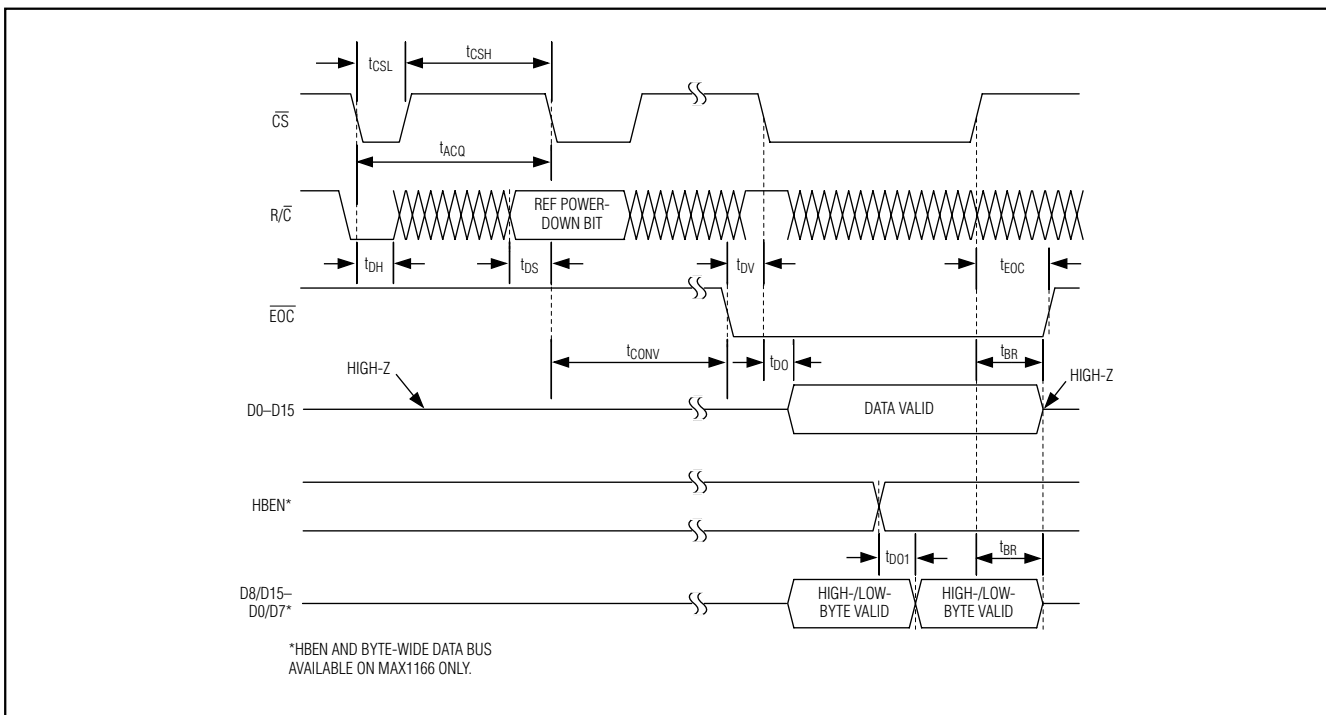 tCSL
tCSH
CS
tACQ
R/C
REF POWER-
DOWN BIT
tDH
tDS
tDV
tEOC
EOC
tCONV
tDO
tBR
HIGH-Z
HIGH-Z
D0–D15
DATA VALID
HBEN*
tDO1
tBR
D8/D15–
D0/D7*
HIGH-/LOW-
BYTE VALID
HIGH-/LOW-
BYTE VALID
*HBEN AND BYTE-WIDE DATA BUS
AVAILABLE ON MAX1166 ONLY.